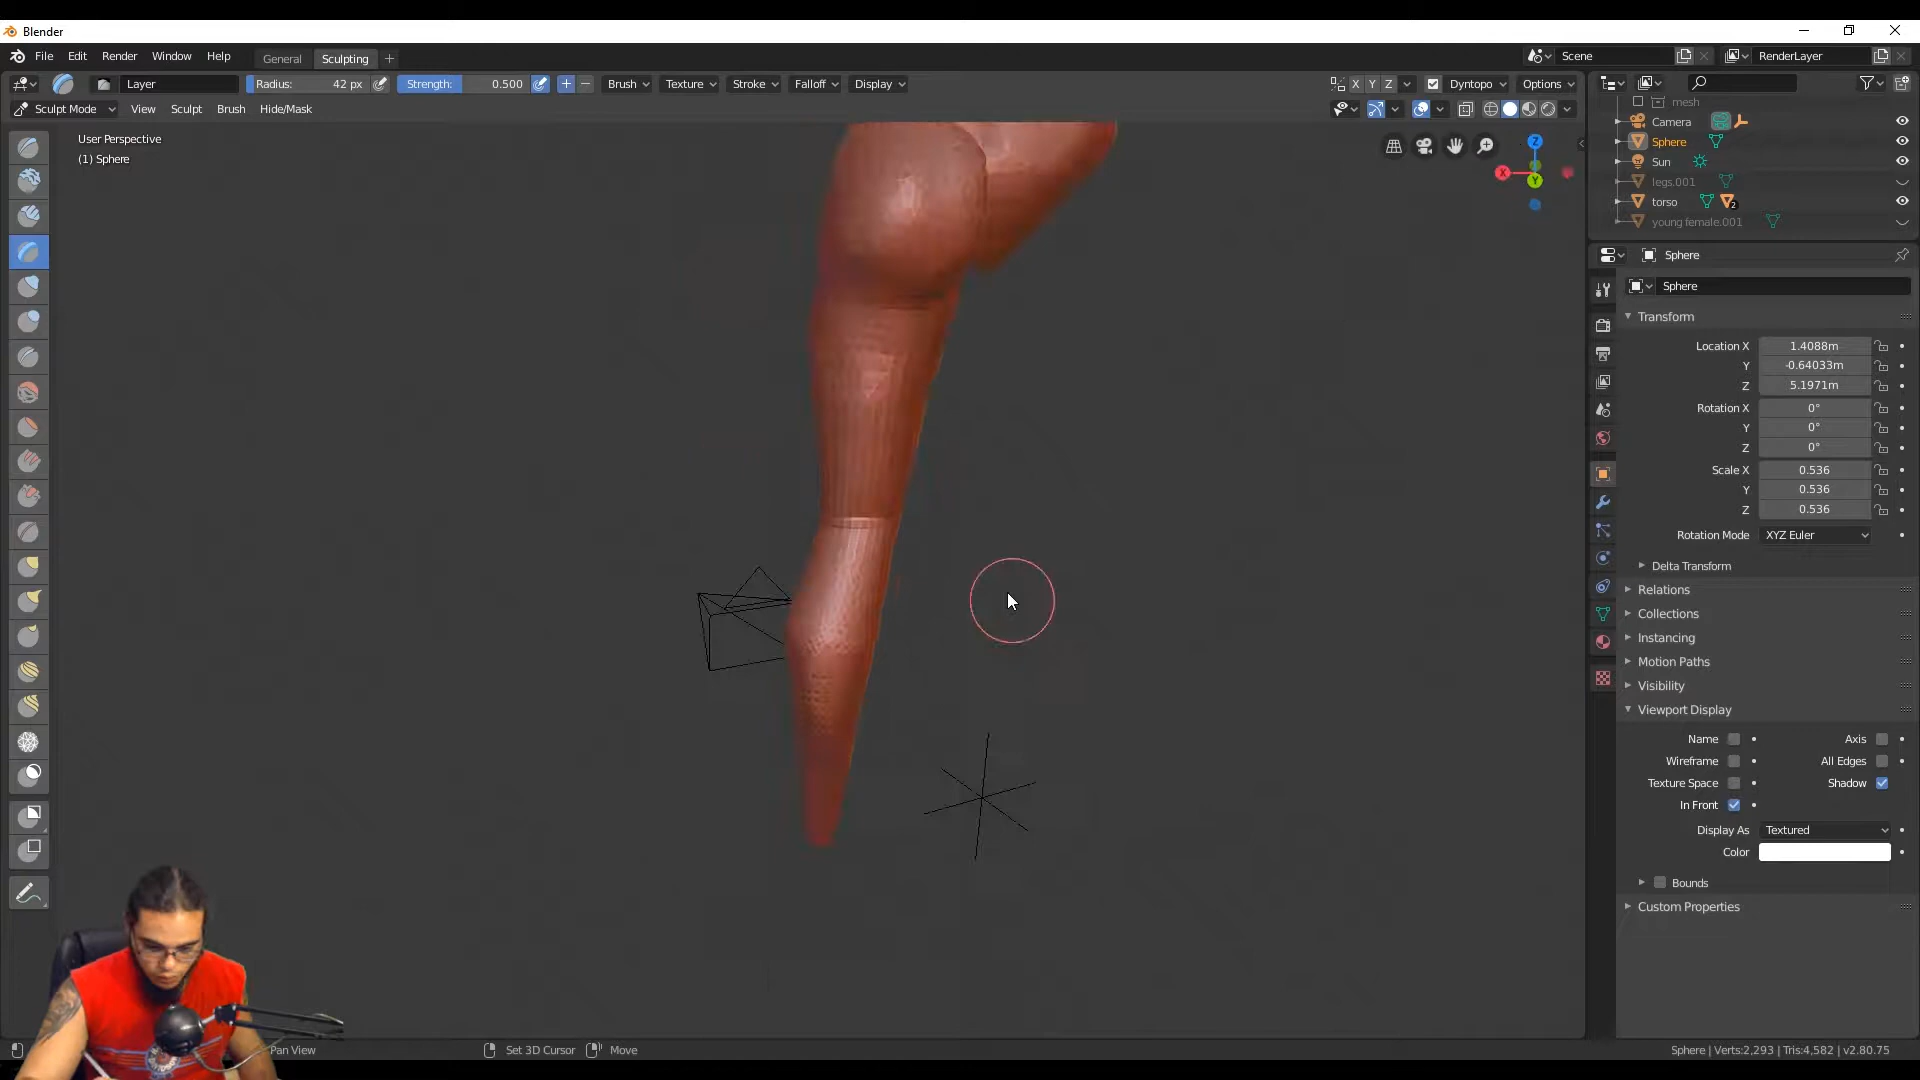 Blender
File Edit Render Window Help General Sculpting + Scene RenderLayer
Layer Radius: 42 px Strength: 0.500 + − Brush Texture Stroke Falloff Display X Y Z Dyntopo Options
Sculpt Mode View Sculpt Brush Hide/Mask
User Perspective
(1) Sphere
Z
X
Y
mesh
Camera
Sphere
Sun
legs.001
torso 2
young female.001
Sphere
Sphere
Transform
Location X 1.4088m
Y -0.64033m
Z 5.1971m
Rotation X 0°
Y 0°
Z 0°
Scale X 0.536
Y 0.536
Z 0.536
Rotation Mode XYZ Euler
Delta Transform
Relations
Collections
Instancing
Motion Paths
Visibility
Viewport Display
Name Axis
Wireframe All Edges
Texture Space Shadow
In Front
Display As Textured
Color
Bounds
Custom Properties
Pan View Set 3D Cursor Move Sphere | Verts:2,293 | Tris:4,582 | v2.80.75